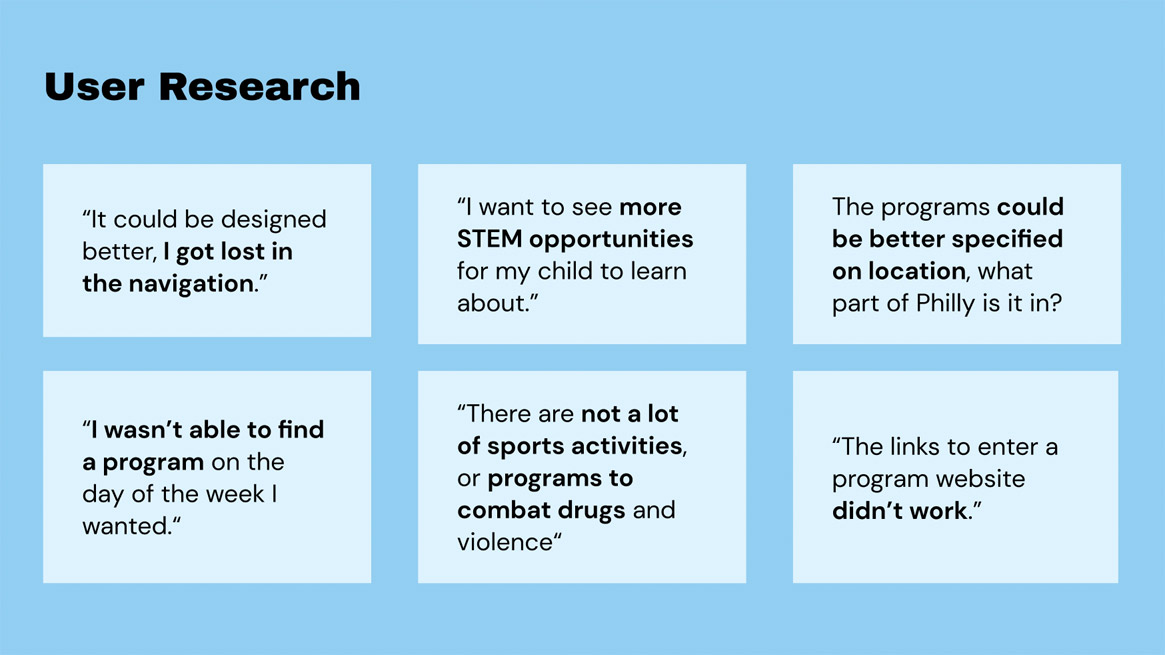 User Research
“It could be designed
better, I got lost in
the navigation.”
“I want to see more
STEM opportunities
for my child to learn
about.”
The programs could
be better specified
on location, what
part of Philly is it in?
“I wasn’t able to find
a program on the
day of the week I
wanted.“
“There are not a lot
of sports activities,
or programs to
combat drugs and
violence“
“The links to enter a
program website
didn’t work.”